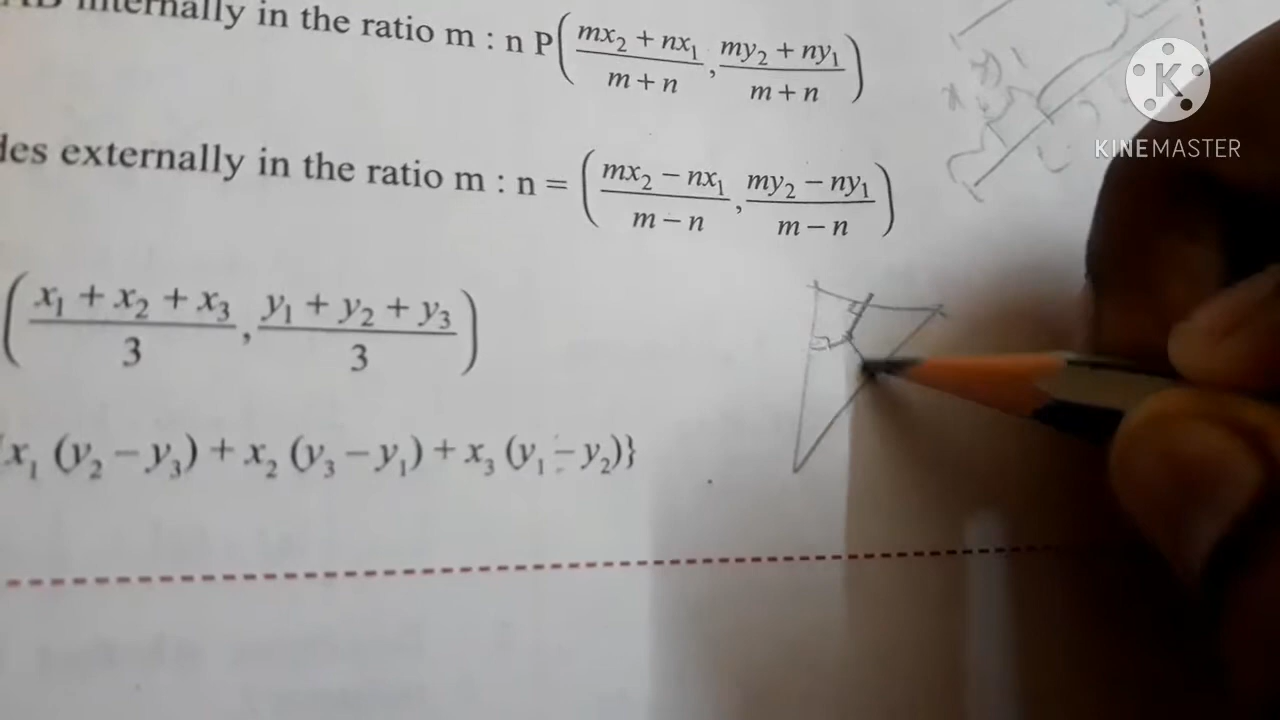 internally in the ratio m : n P( (mx₂ + nx₁)/(m + n) , (my₂ + ny₁)/(m + n) )
externally in the ratio m : n = ( (mx₂ − nx₁)/(m − n) , (my₂ − ny₁)/(m − n) )
( (x₁ + x₂ + x₃)/3 , (y₁ + y₂ + y₃)/3 )
x₁ (y₂ − y₃) + x₂ (y₃ − y₁) + x₃ (y₁ − y₂)}
K
KINEMASTER